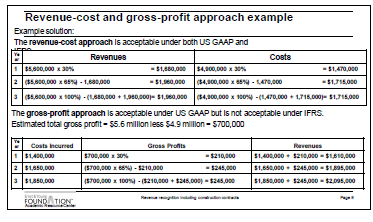 Revenue-cost and gross-profit approach example
Example solution:
The revenue-cost approach is acceptable under both US GAAP and
IFRS.
Ye ar Revenues Costs
1 $5,600,000 x 30% = $1,680,000 $4,900,000 x 30% = $1,470,000
2 ($5,600,000 x 65%) - 1,680,000 = $1,960,000 ($4,900,000 x 65%) - 1,470,000 = $1,715,000
3 ($5,600,000 x 100%) - (1,680,000 + 1,960,000)= $1,960,000 ($4,900,000 x 100%) - (1,470,000 + 1,715,000)= $1,715,000
The gross-profit approach is acceptable under US GAAP but is not acceptable under IFRS.
Estimated total gross profit = $5.6 million less $4.9 million = $700,000
Ye ar Costs Incurred Gross Profits Revenues
1 $1,400,000 $700,000 x 30% = $210,000 $1,400,000 + $210,000 = $1,610,000
2 $1,650,000 ($700,000 x 65%) - $210,000 = $245,000 $1,650,000 + $245,000 = $1,895,000
3 $1,850,000 ($700,000 x 100%) - ($210,000 + $245,000) = $245,000 $1,850,000 + $245,000 = $2,095,000
FOUNDATION
Academic Resource Center
Revenue recognition including construction contracts
Page